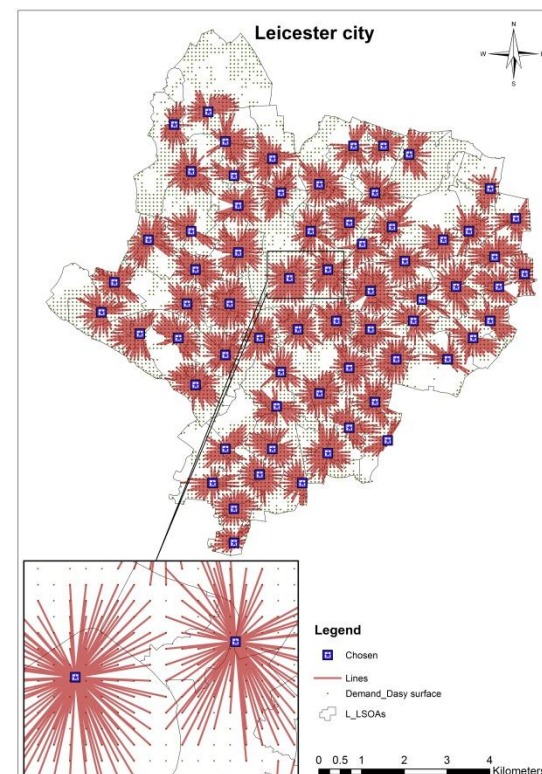 Leicester city
N
W
E
S
Legend
Chosen
Lines
Demand_Dasy surface
L_LSOAs
0 0.5 1 2 3 4
Kilometers